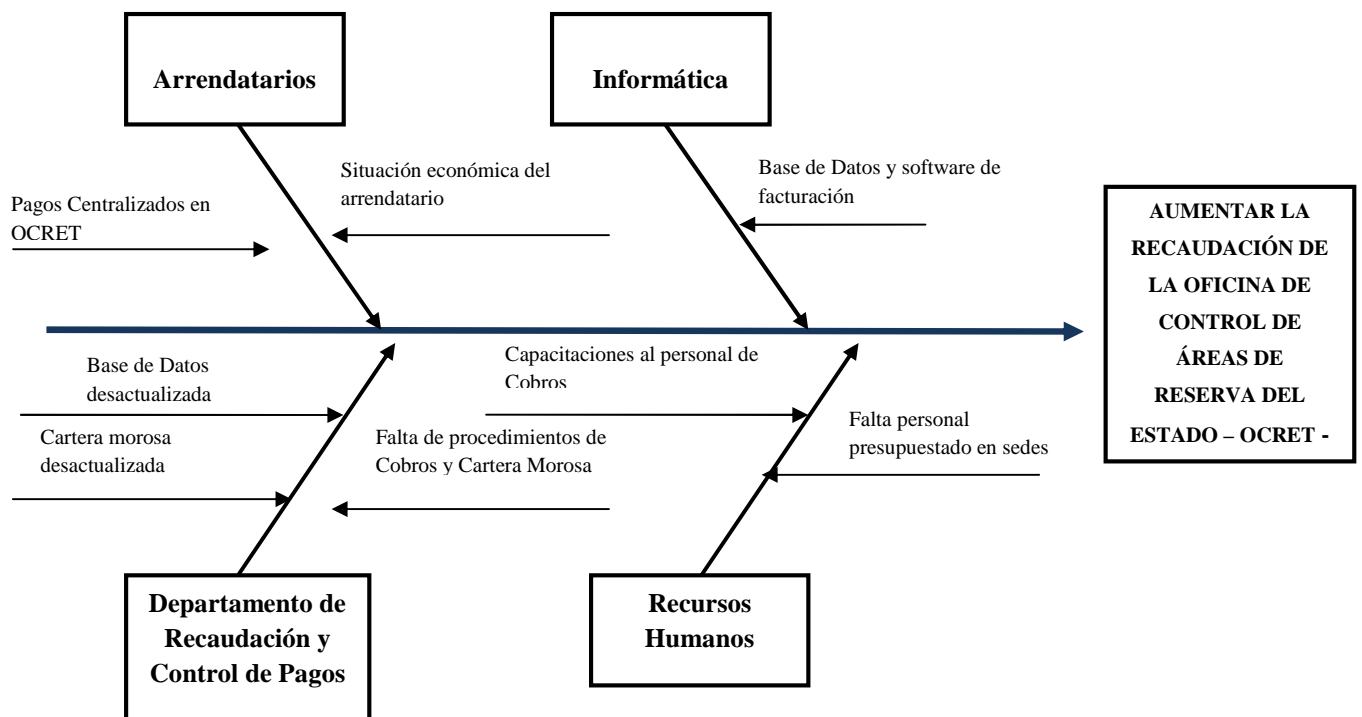 Arrendatarios
Informática
Situación económica del
arrendatario
Base de Datos y software de
facturación
Pagos Centralizados en
OCRET
AUMENTAR LA
RECAUDACIÓN DE
LA OFICINA DE
CONTROL DE
ÁREAS DE
RESERVA DEL
ESTADO – OCRET -
Base de Datos
desactualizada
Capacitaciones al personal de
Cobros
Cartera morosa
desactualizada
Falta de procedimientos de
Cobros y Cartera Morosa
Falta personal
presupuestado en sedes
Departamento de
Recaudación y
Control de Pagos
Recursos
Humanos